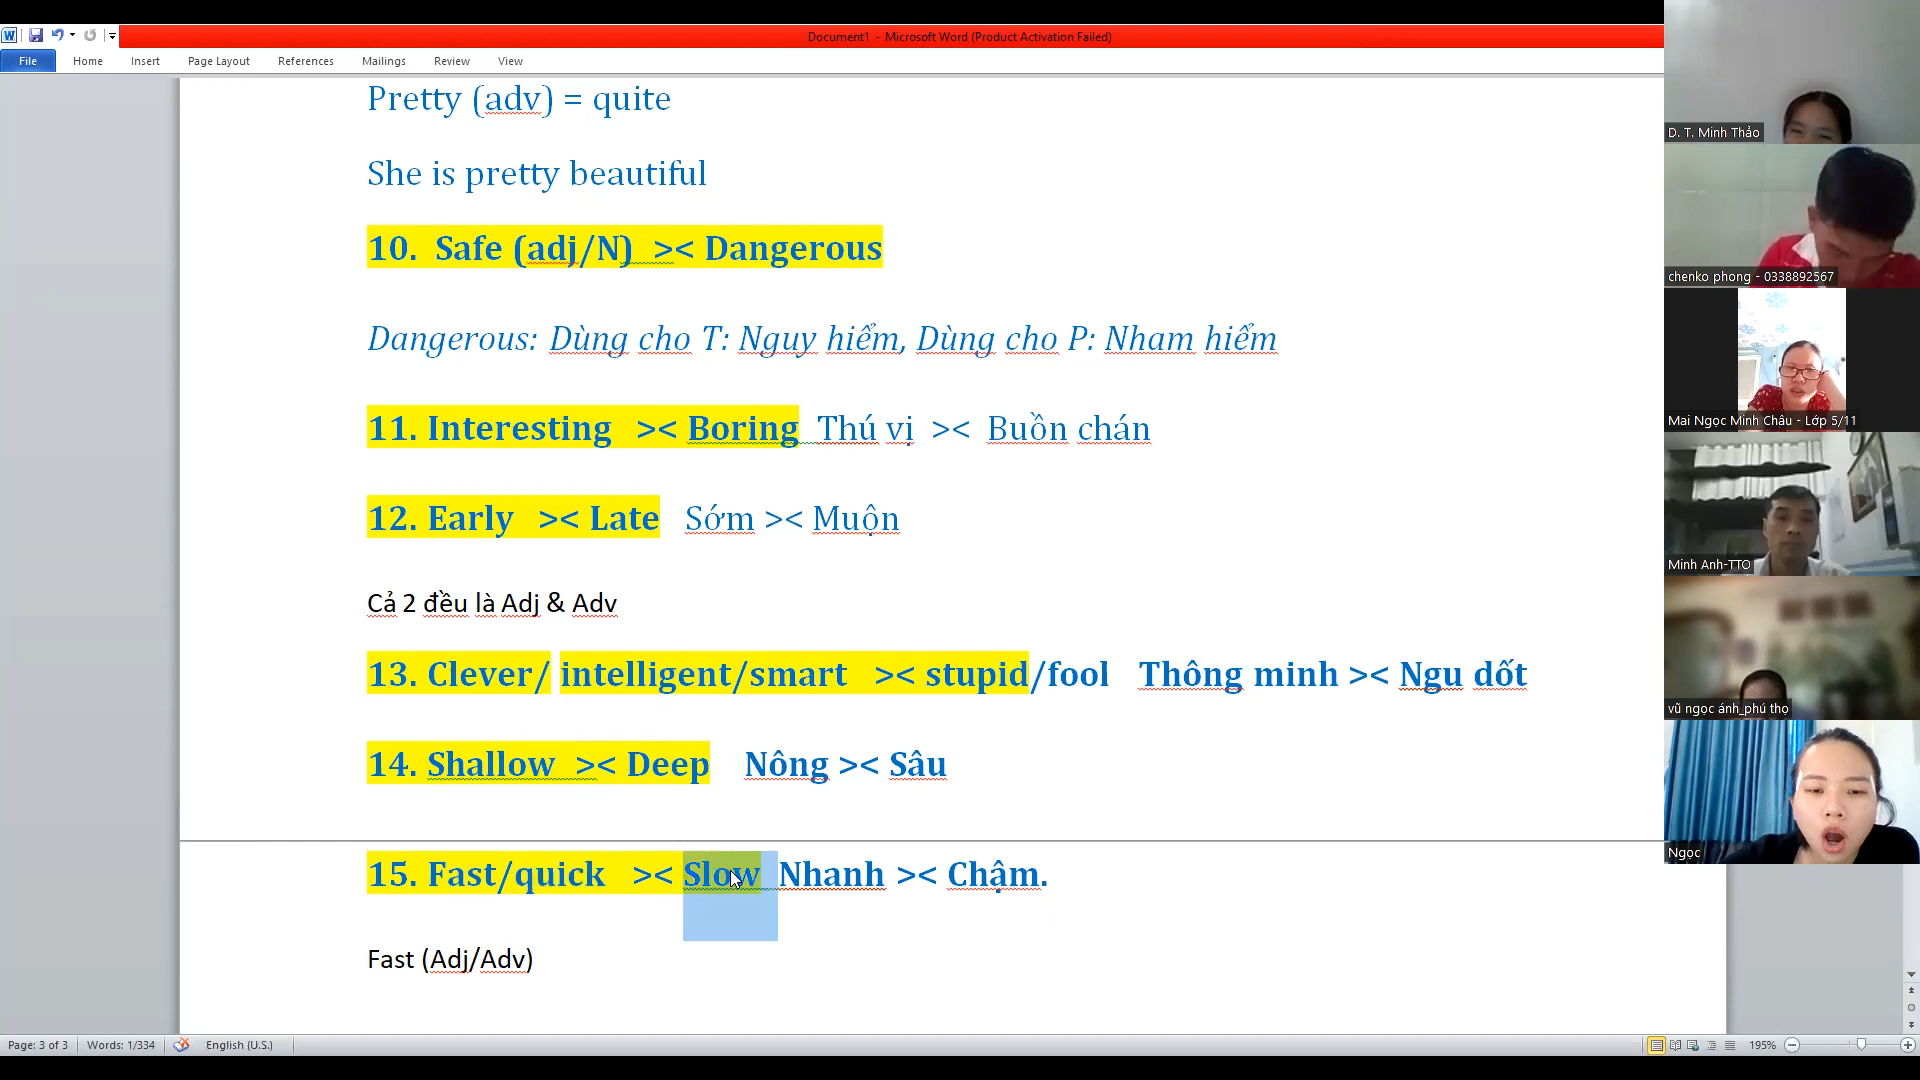 Document1 - Microsoft Word (Product Activation Failed)
File Home Insert Page Layout References Mailings Review View
Pretty (adv) = quite
She is pretty beautiful
10. Safe (adj/N) >< Dangerous
Dangerous: Dùng cho T: Nguy hiểm, Dùng cho P: Nham hiểm
11. Interesting >< Boring Thú vị >< Buồn chán
12. Early >< Late Sớm >< Muộn
Cả 2 đều là Adj & Adv
13. Clever/ intelligent/smart >< stupid/fool Thông minh >< Ngu dốt
14. Shallow >< Deep Nông >< Sâu
15. Fast/quick >< Slow Nhanh >< Chậm.
Fast (Adj/Adv)
Page: 3 of 3 Words: 1/334 English (U.S.) 195%
D. T. Minh Thảo
chenko phong - 0338892567
Mai Ngọc Minh Châu - Lớp 5/11
Minh Anh-TTO
vũ ngọc ánh_phú thọ
Ngọc